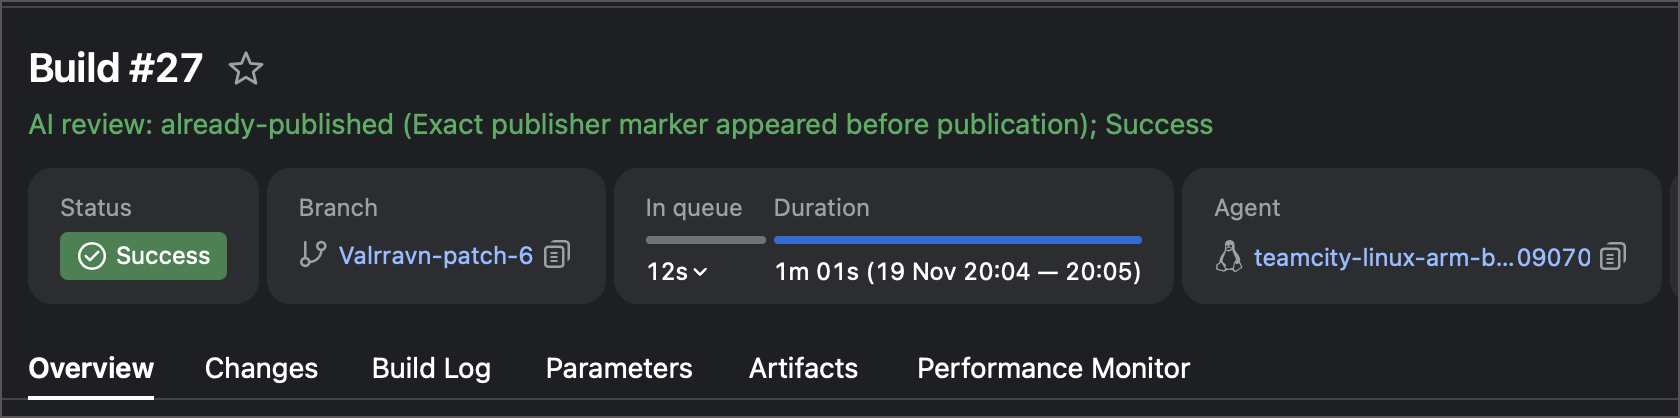 Build #27
AI review: already-published (Exact publisher marker appeared before publication); Success
Status
Success
Branch
Valrravn-patch-6
In queue
12s
Duration
1m 01s (19 Nov 20:04 — 20:05)
Agent
teamcity-linux-arm-b...09070
Overview Changes Build Log Parameters Artifacts Performance Monitor